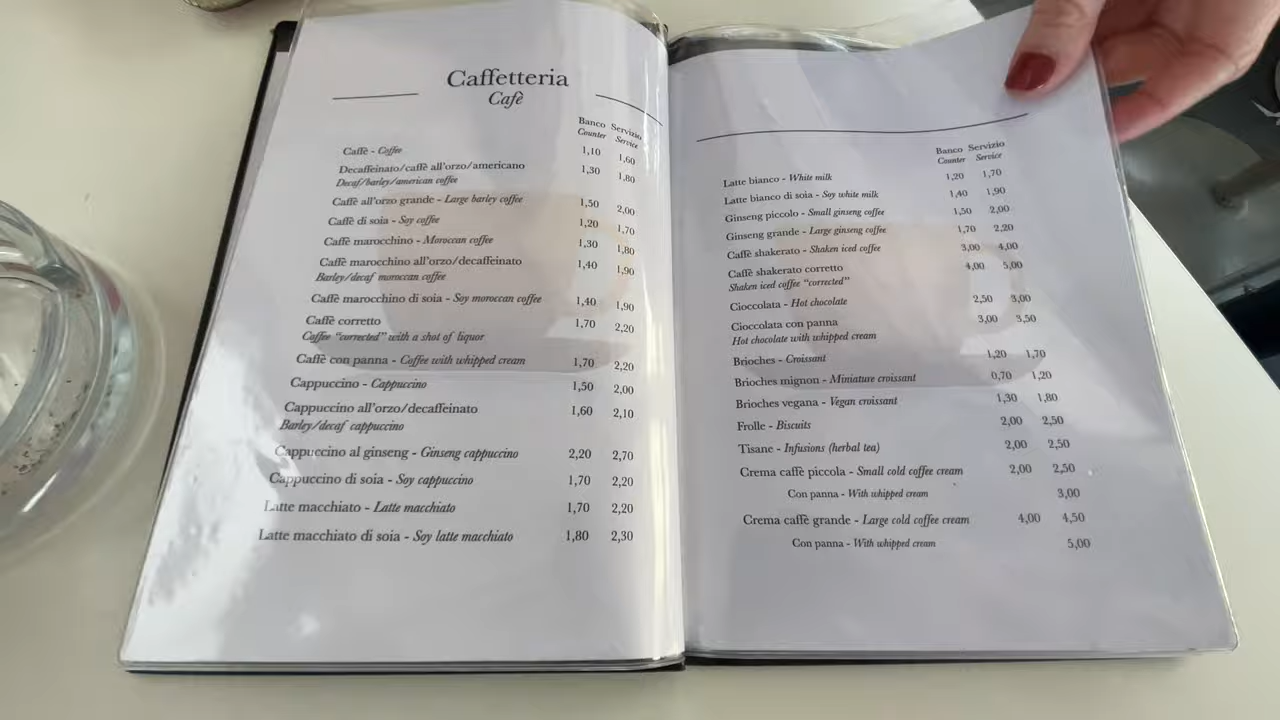 Caffetteria
Cafè
Banco Servizio
Counter Service
Caffè - Coffee 1,10 1,60
Decaffeinato/caffè all'orzo/americano 1,30 1,80
Decaf/barley/american coffee
Caffè all'orzo grande - Large barley coffee 1,50 2,00
Caffè di soia - Soy coffee 1,20 1,70
Caffè marocchino - Moroccan coffee 1,30 1,80
Caffè marocchino all'orzo/decaffeinato 1,40 1,90
Barley/decaf moroccan coffee
Caffè marocchino di soia - Soy moroccan coffee 1,40 1,90
Caffè corretto 1,70 2,20
Coffee "corrected" with a shot of liquor
Caffè con panna - Coffee with whipped cream 1,70 2,20
Cappuccino - Cappuccino 1,50 2,00
Cappuccino all'orzo/decaffeinato 1,60 2,10
Barley/decaf cappuccino
Cappuccino al ginseng - Ginseng cappuccino 2,20 2,70
Cappuccino di soia - Soy cappuccino 1,70 2,20
Latte macchiato - Latte macchiato 1,70 2,20
Latte macchiato di soia - Soy latte macchiato 1,80 2,30
Banco Servizio
Counter Service
Latte bianco - White milk 1,20 1,70
Latte bianco di soia - Soy white milk 1,40 1,90
Ginseng piccolo - Small ginseng coffee 1,50 2,00
Ginseng grande - Large ginseng coffee 1,70 2,20
Caffè shakerato - Shaken iced coffee 3,00 4,00
Caffè shakerato corretto 4,00 5,00
Shaken iced coffee "corrected"
Cioccolata - Hot chocolate 2,50 3,00
Cioccolata con panna 3,00 3,50
Hot chocolate with whipped cream
Brioches - Croissant 1,20 1,70
Brioches mignon - Miniature croissant 0,70 1,20
Brioches vegana - Vegan croissant 1,30 1,80
Frolle - Biscuits 2,00 2,50
Tisane - Infusions (herbal tea) 2,00 2,50
Crema caffè piccola - Small cold coffee cream 2,00 2,50
Con panna - With whipped cream 3,00
Crema caffè grande - Large cold coffee cream 4,00 4,50
Con panna - With whipped cream 5,00